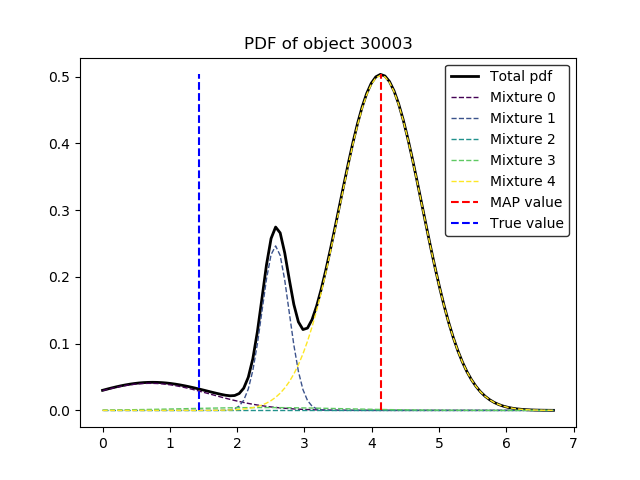 PDF of object 30003
Total pdf
Mixture 0
Mixture 1
Mixture 2
Mixture 3
Mixture 4
MAP value
True value
0.5
0.4
0.3
0.2
0.1
0.0
0 1 2 3 4 5 6 7